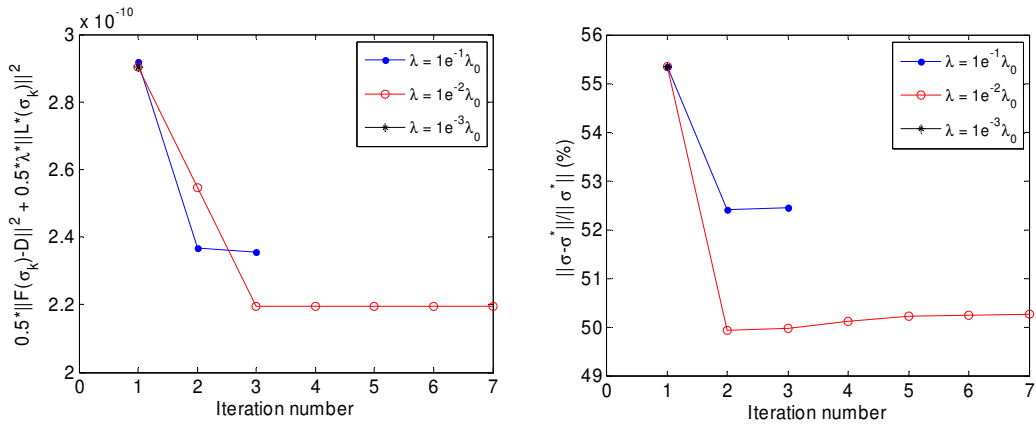 x 10⁻¹⁰
3
2.8
2.6
2.4
2.2
2
0 1 2 3 4 5 6 7
Iteration number
0.5*||F(σₖ)-D||² + 0.5*λ*||L*(σₖ)||²
λ = 1e⁻¹λ₀
λ = 1e⁻²λ₀
λ = 1e⁻³λ₀
56
55
54
53
52
51
50
49
0 1 2 3 4 5 6 7
Iteration number
||σ-σ*||/||σ*|| (%)
λ = 1e⁻¹λ₀
λ = 1e⁻²λ₀
λ = 1e⁻³λ₀